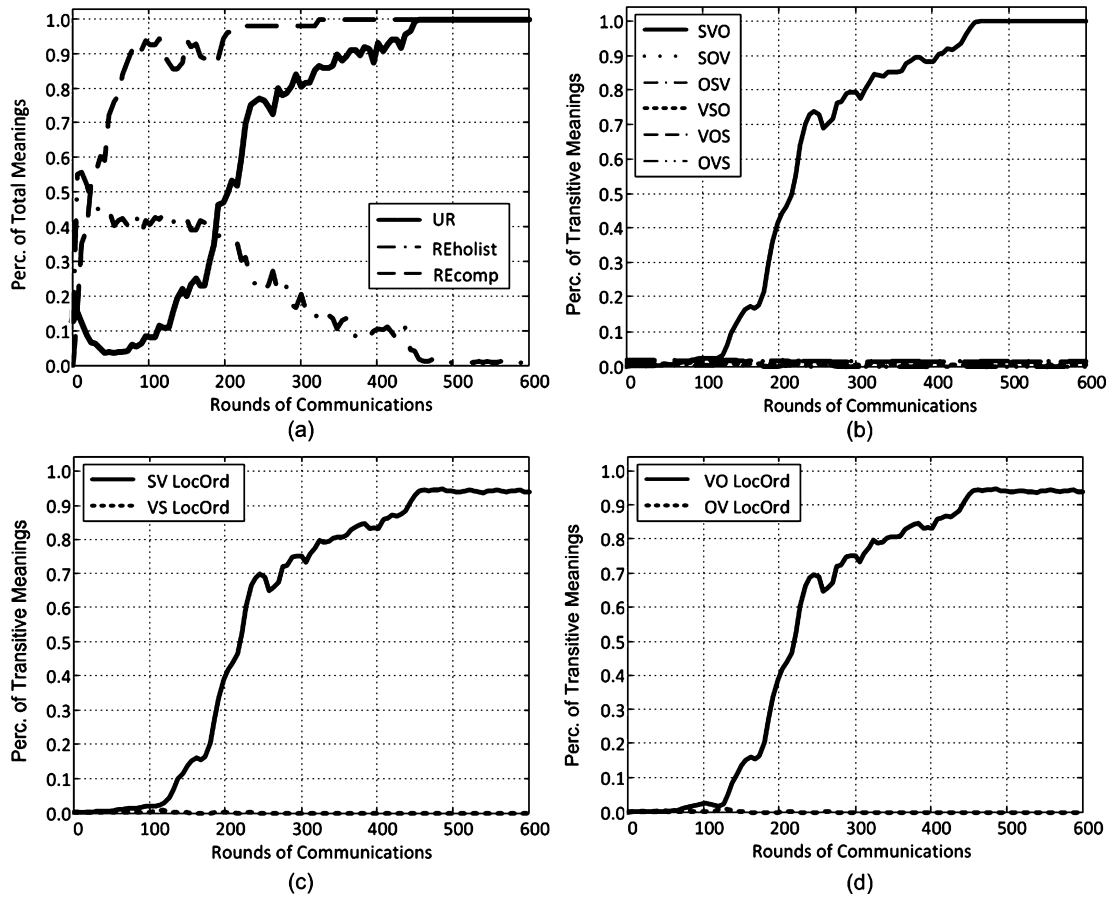 Perc. of Total Meanings
1.0
0.9
0.8
0.7
0.6
0.5
0.4
0.3
0.2
0.1
0.0
UR
REholist
REcomp
0 100 200 300 400 500 600
Rounds of Communications
(a)
Perc. of Transitive Meanings
1.0
0.9
0.8
0.7
0.6
0.5
0.4
0.3
0.2
0.1
0.0
SVO
SOV
OSV
VSO
VOS
OVS
0 100 200 300 400 500 600
Rounds of Communications
(b)
Perc. of Transitive Meanings
1.0
0.9
0.8
0.7
0.6
0.5
0.4
0.3
0.2
0.1
0.0
SV LocOrd
VS LocOrd
0 100 200 300 400 500 600
Rounds of Communications
(c)
Perc. of Transitive Meanings
1.0
0.9
0.8
0.7
0.6
0.5
0.4
0.3
0.2
0.1
0.0
VO LocOrd
OV LocOrd
0 100 200 300 400 500 600
Rounds of Communications
(d)